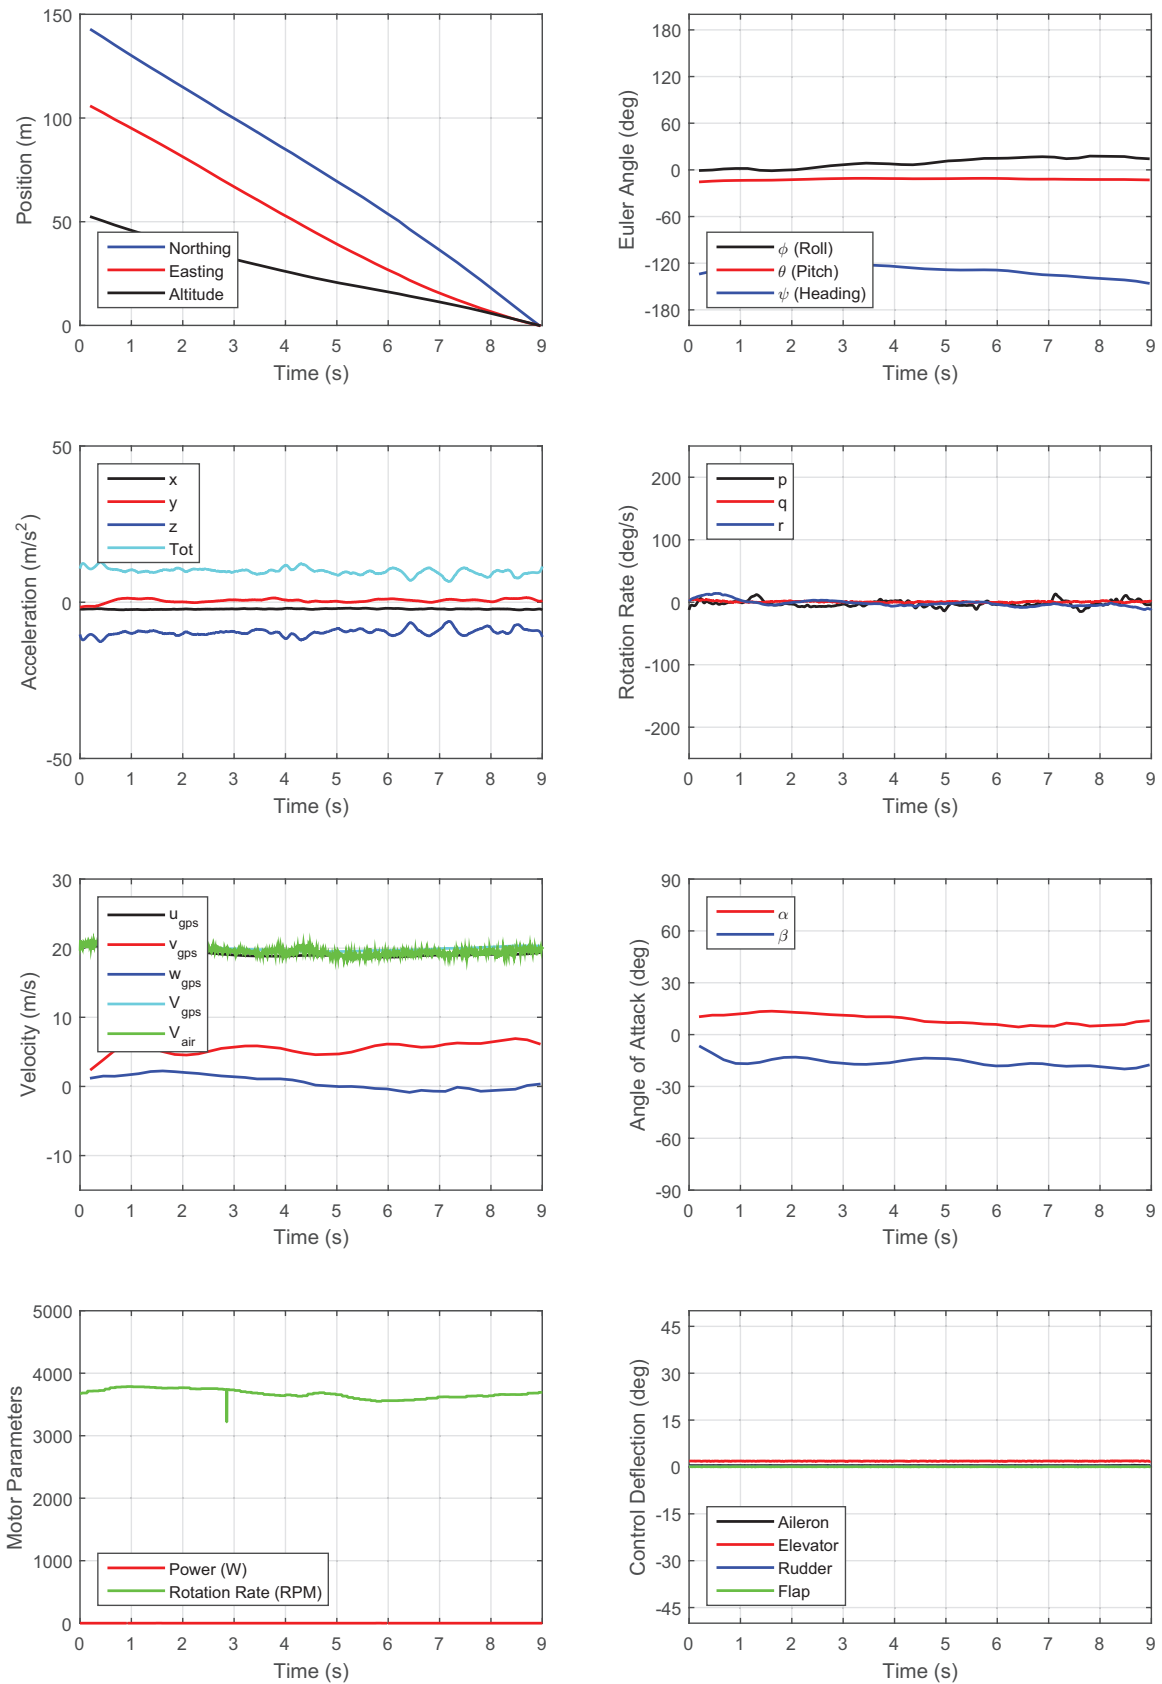 Position (m)
150
100
50
0
Northing
Easting
Altitude
0 1 2 3 4 5 6 7 8 9
Time (s)
Euler Angle (deg)
180
120
60
0
-60
-120
-180
ϕ (Roll)
θ (Pitch)
ψ (Heading)
0 1 2 3 4 5 6 7 8 9
Time (s)
Acceleration (m/s²)
50
0
-50
x
y
z
Tot
0 1 2 3 4 5 6 7 8 9
Time (s)
Rotation Rate (deg/s)
200
100
0
-100
-200
p
q
r
0 1 2 3 4 5 6 7 8 9
Time (s)
Velocity (m/s)
30
20
10
0
-10
u_gps
v_gps
w_gps
V_gps
V_air
0 1 2 3 4 5 6 7 8 9
Time (s)
Angle of Attack (deg)
90
60
30
0
-30
-60
-90
α
β
0 1 2 3 4 5 6 7 8 9
Time (s)
Motor Parameters
5000
4000
3000
2000
1000
0
Power (W)
Rotation Rate (RPM)
0 1 2 3 4 5 6 7 8 9
Time (s)
Control Deflection (deg)
45
30
15
0
-15
-30
-45
Aileron
Elevator
Rudder
Flap
0 1 2 3 4 5 6 7 8 9
Time (s)